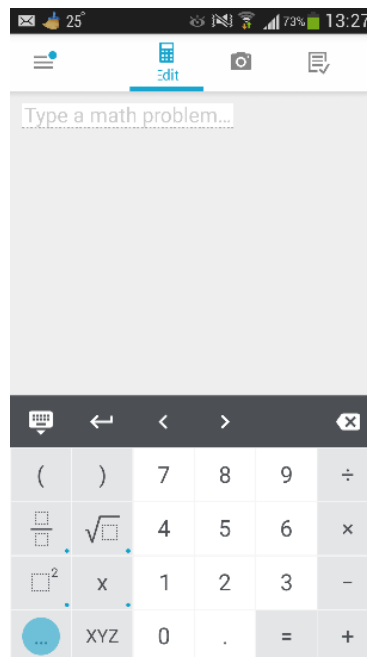 25° 73% 13:27
Edit
Type a math problem...
( ) 7 8 9 ÷
√ 4 5 6 ×
2 x 1 2 3 −
... XYZ 0 . = +